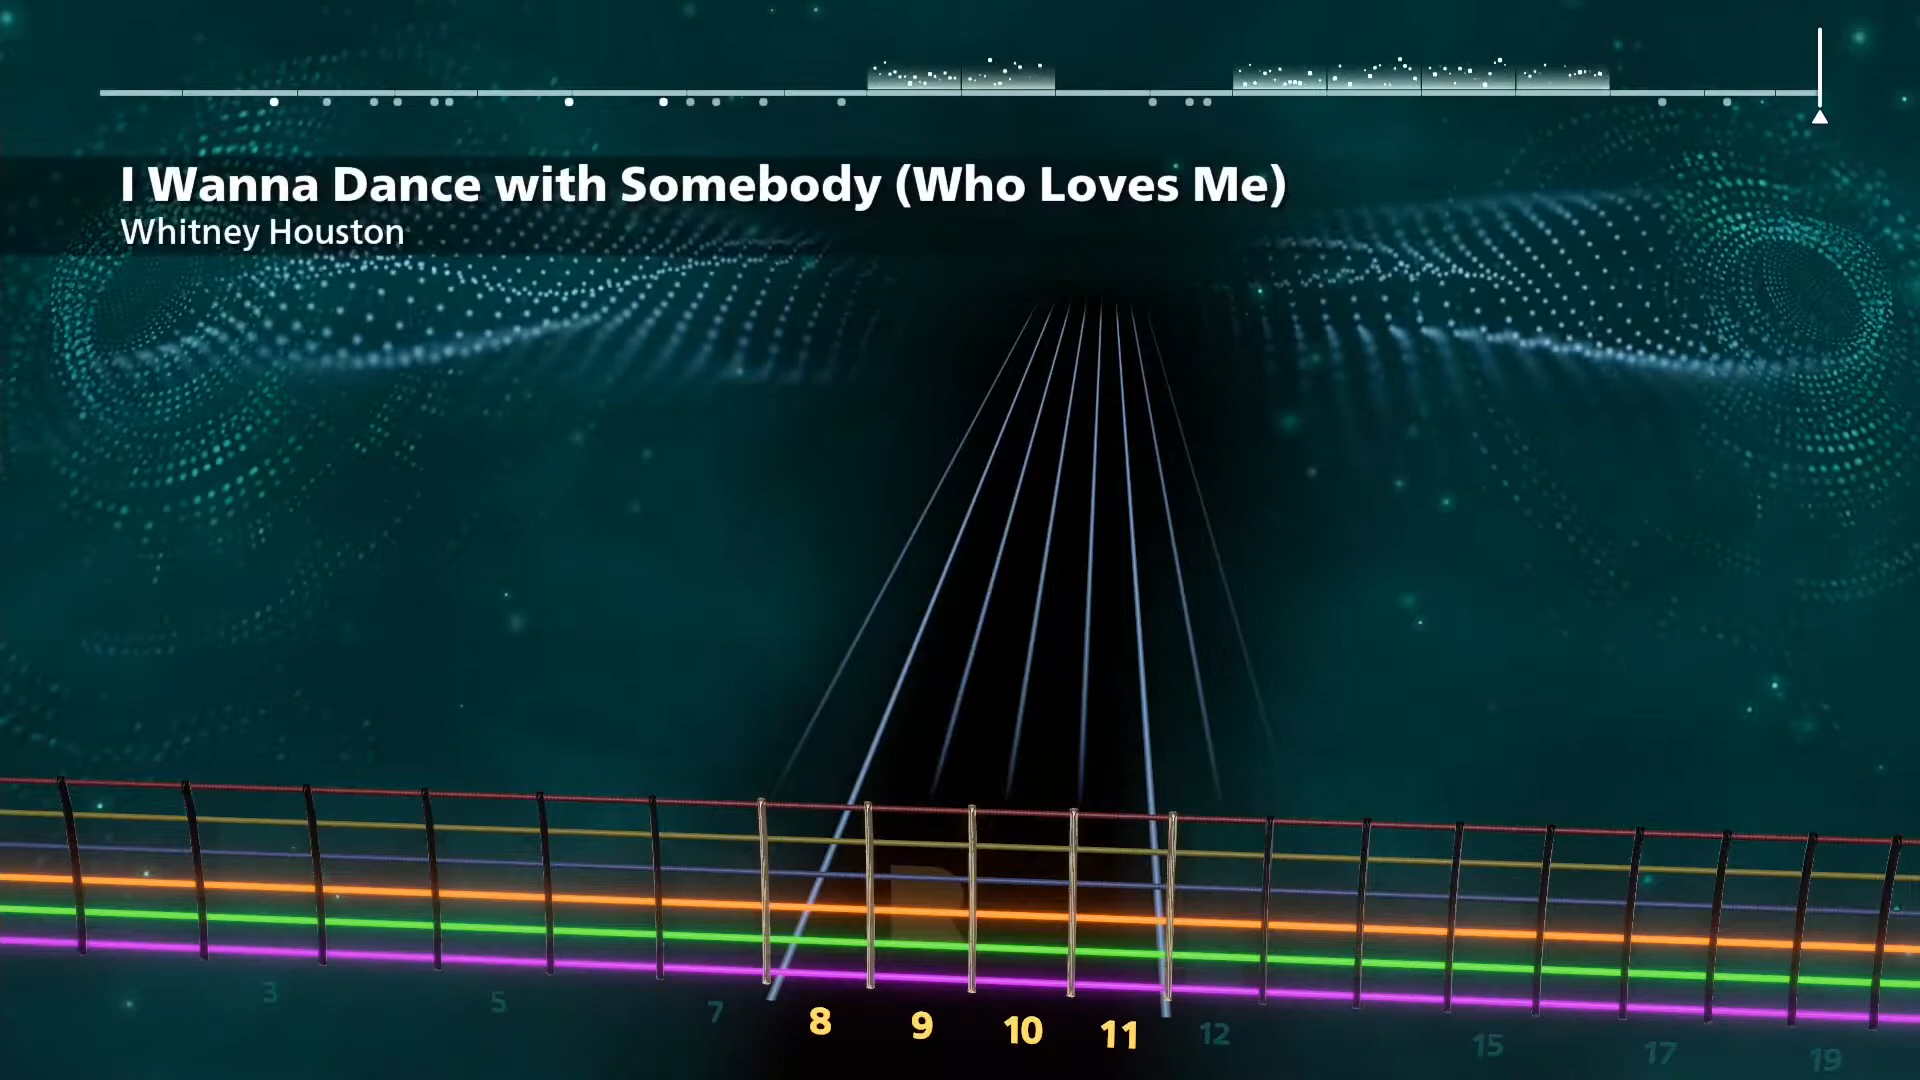 I Wanna Dance with Somebody (Who Loves Me)
Whitney Houston
3 5 7 8 9 10 11 12 15 17 19